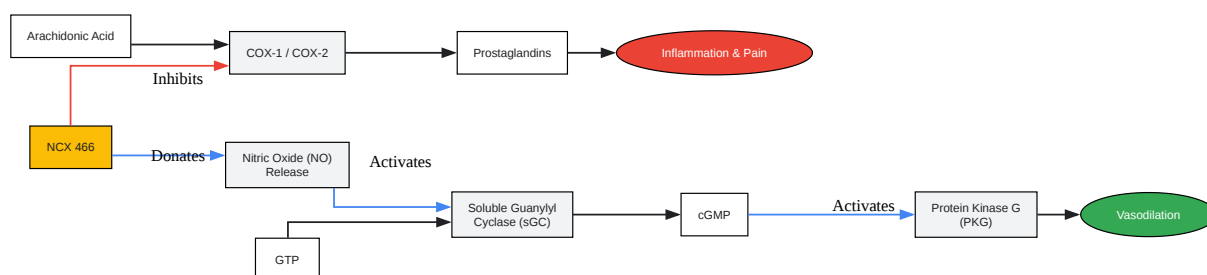 Arachidonic Acid
COX-1 / COX-2
Prostaglandins
Inflammation & Pain
Inhibits
NCX 466
Donates
Nitric Oxide (NO)
Release
Activates
Soluble Guanylyl
Cyclase (sGC)
cGMP
Activates
Protein Kinase G
(PKG)
Vasodilation
GTP